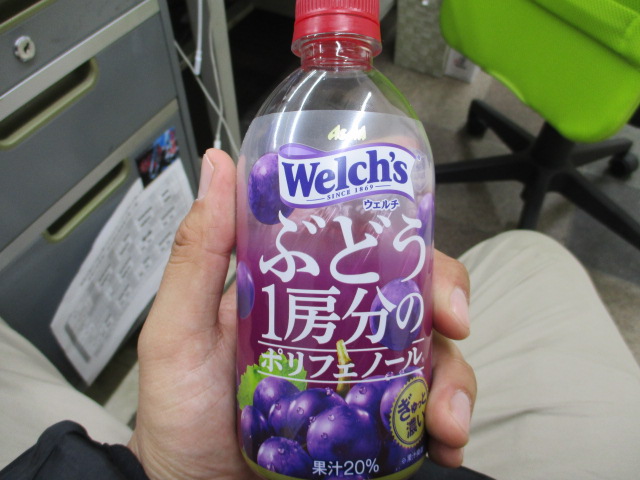 Asahi
Welch's
SINCE 1869
ウェルチ
ぶどう
1房分の
ポリフェノール
ぎゅっと
濃い
果汁20%